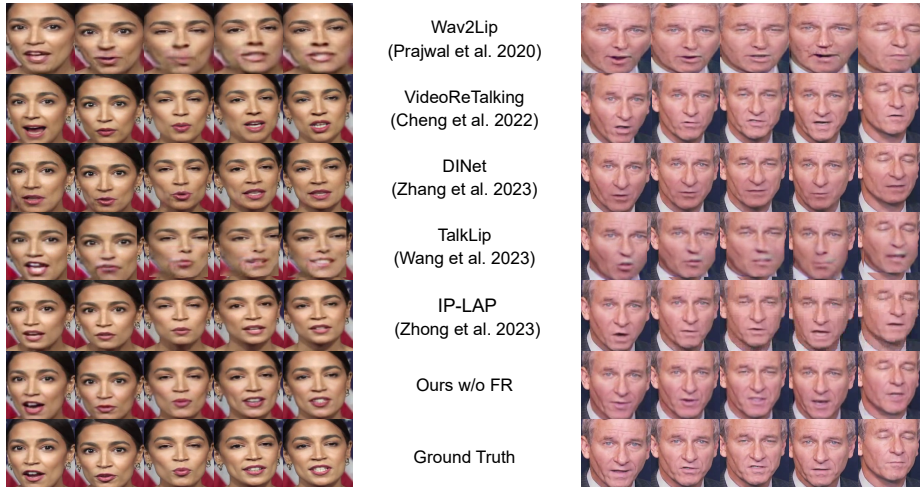 Wav2Lip
(Prajwal et al. 2020)
VideoReTalking
(Cheng et al. 2022)
DINet
(Zhang et al. 2023)
TalkLip
(Wang et al. 2023)
IP-LAP
(Zhong et al. 2023)
Ours w/o FR
Ground Truth